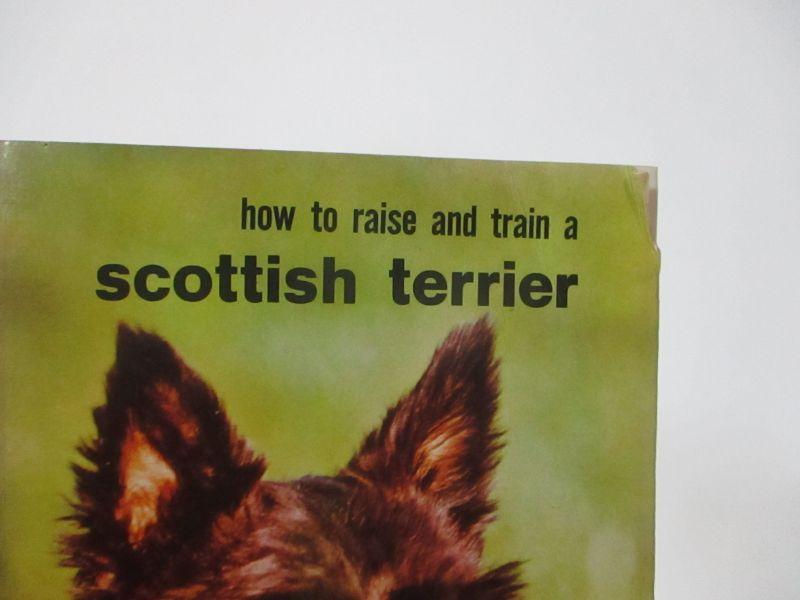 how to raise and train a
scottish terrier